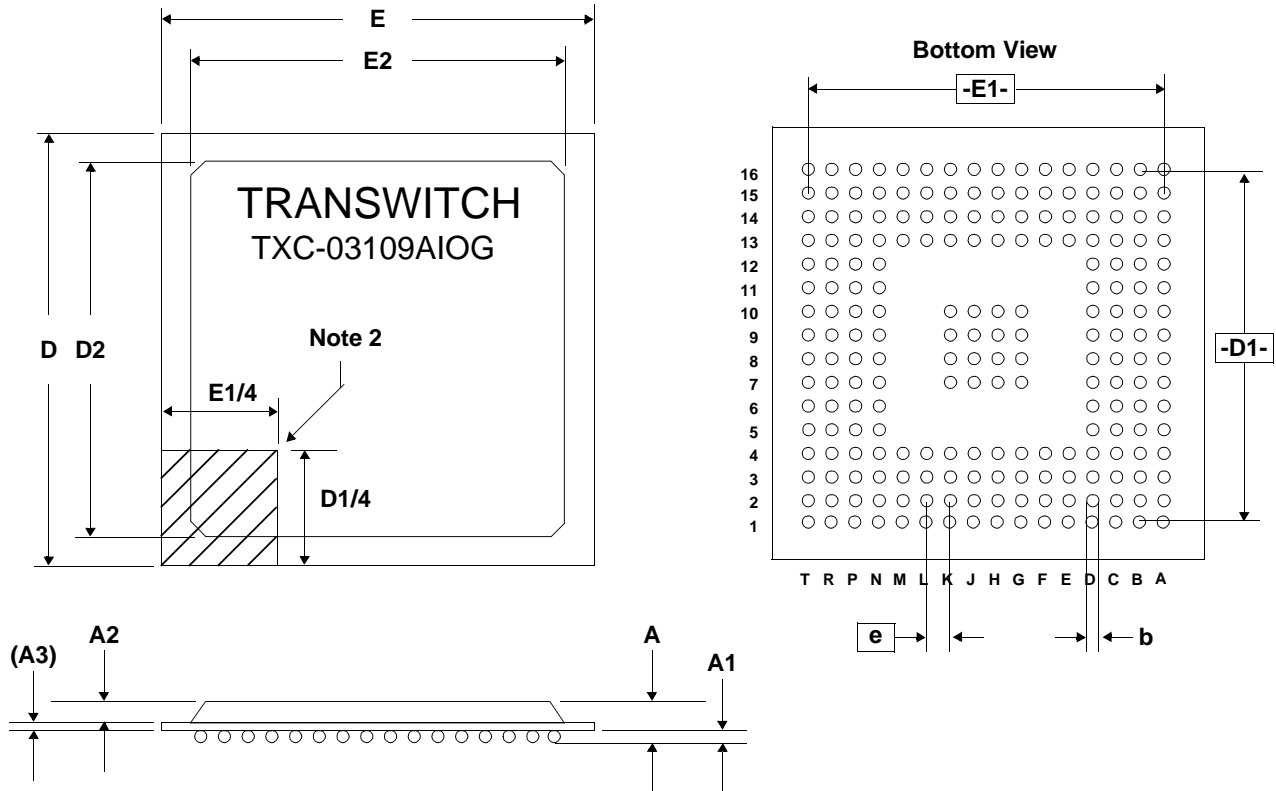 E
E2
TRANSWITCH
TXC-03109AIOG
D
D2
Note 2
E1/4
D1/4
Bottom View
-E1-
16
15
14
13
12
11
10
9
8
7
6
5
4
3
2
1
-D1-
T R P N M L K J H G F E D C B A
e
b
(A3)
A2
A
A1